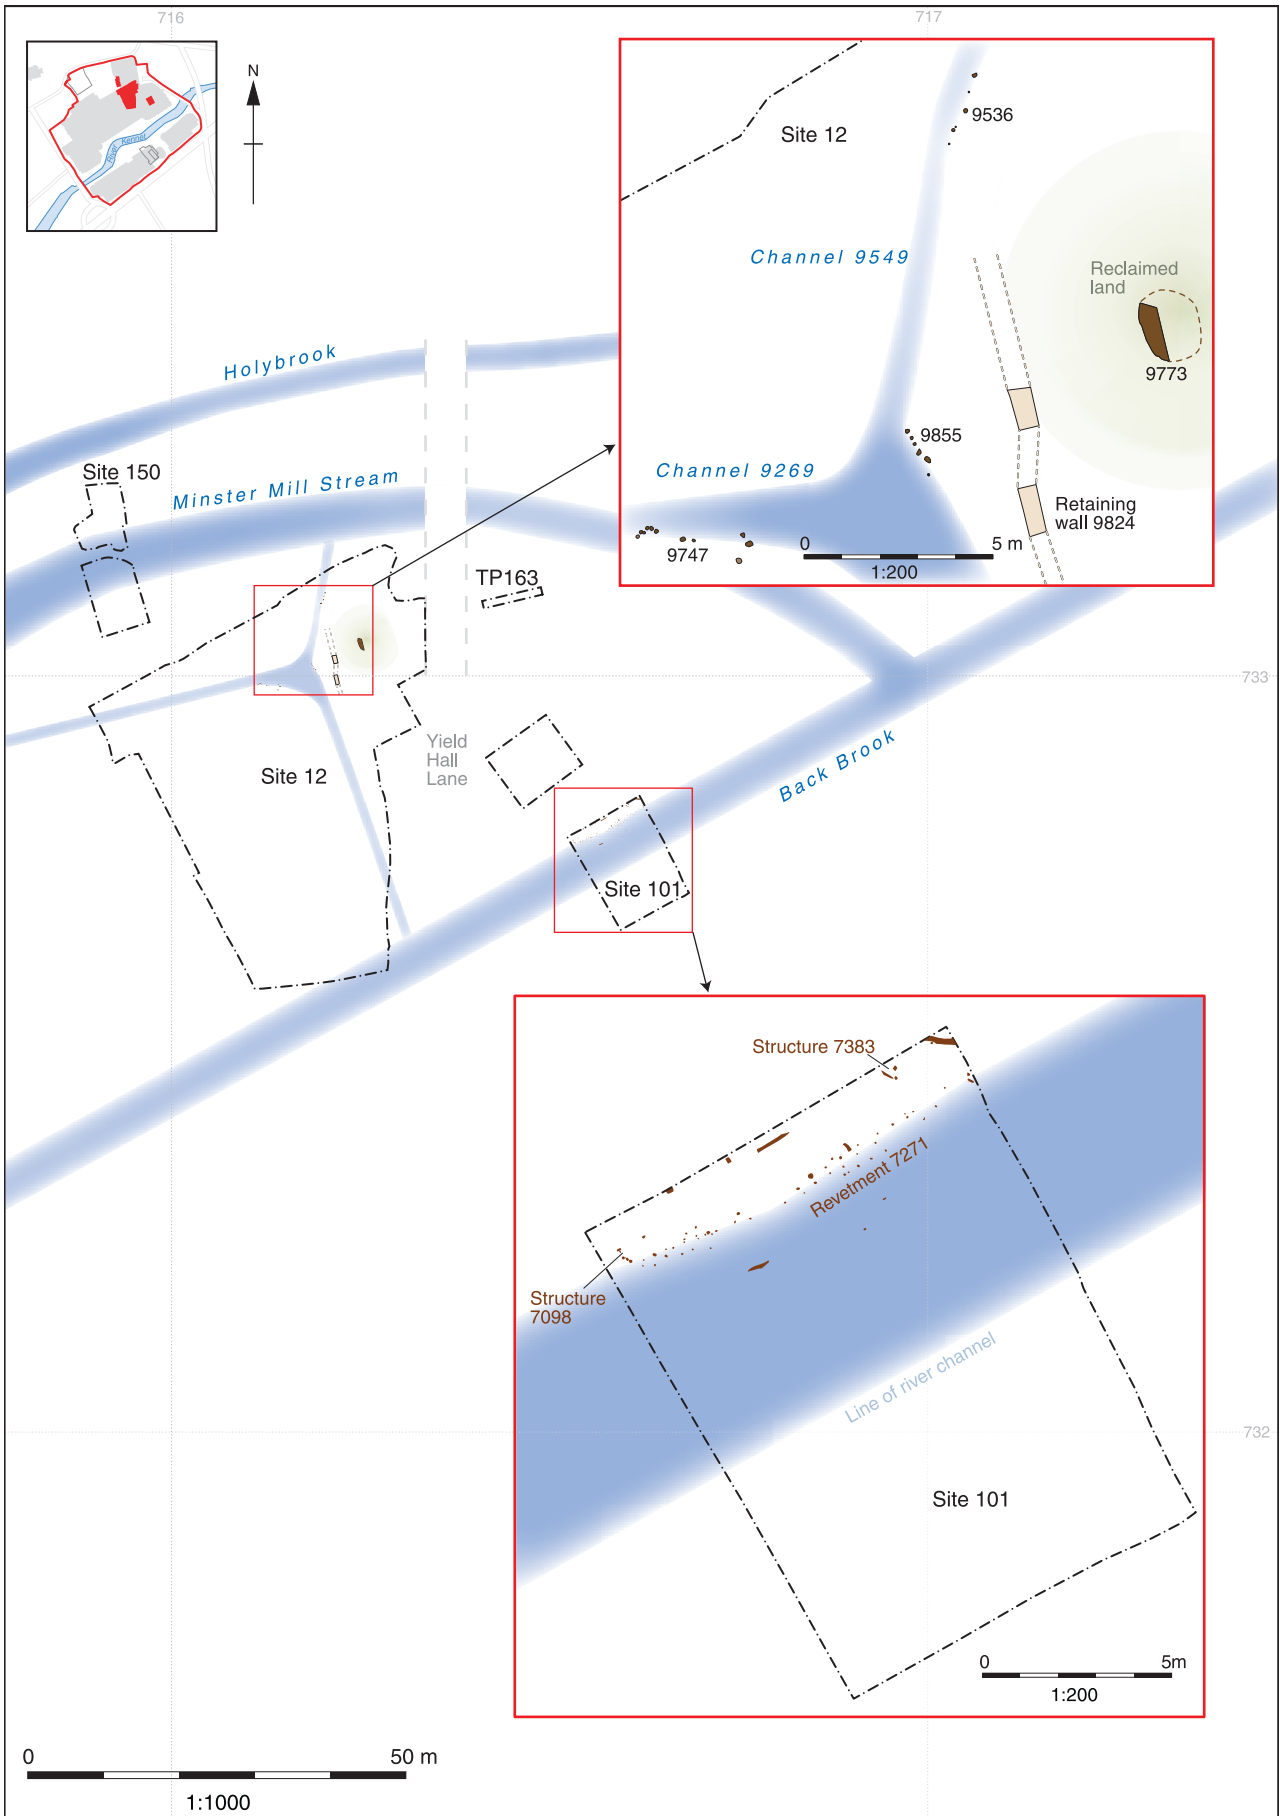 716
717
N
River Kennet
Site 12
9536
Channel 9549
Reclaimed
land
9773
9855
Channel 9269
Retaining
wall 9824
9747
0
5 m
1:200
Holybrook
Site 150
Minster Mill Stream
TP163
733
Yield
Hall
Lane
Site 12
Back Brook
Site 101
Structure 7383
Revetment 7271
Structure
7098
Line of river channel
732
Site 101
0
5m
1:200
0
50 m
1:1000